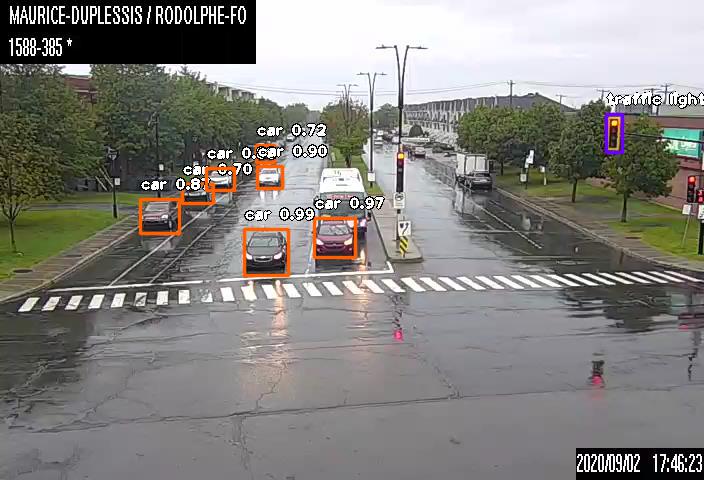 MAURICE-DUPLESSIS / RODOLPHE-FO
1588-385 *
traffic light
car 0.72
car 0.90
car 0.70
car 0.87
car 0.97
car 0.99
2020/09/02 17:46:23